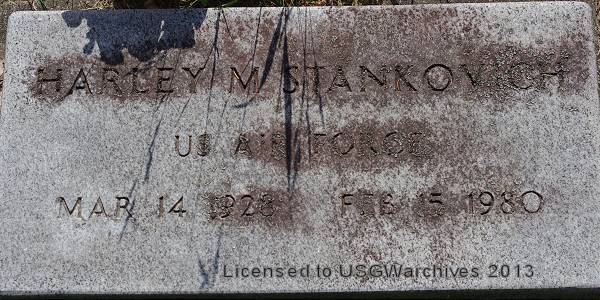 HARLEY M STANKOVICH
US AIR FORCE
MAR 14 1928 FEB 15 1980
Licensed to USGWarchives 2013